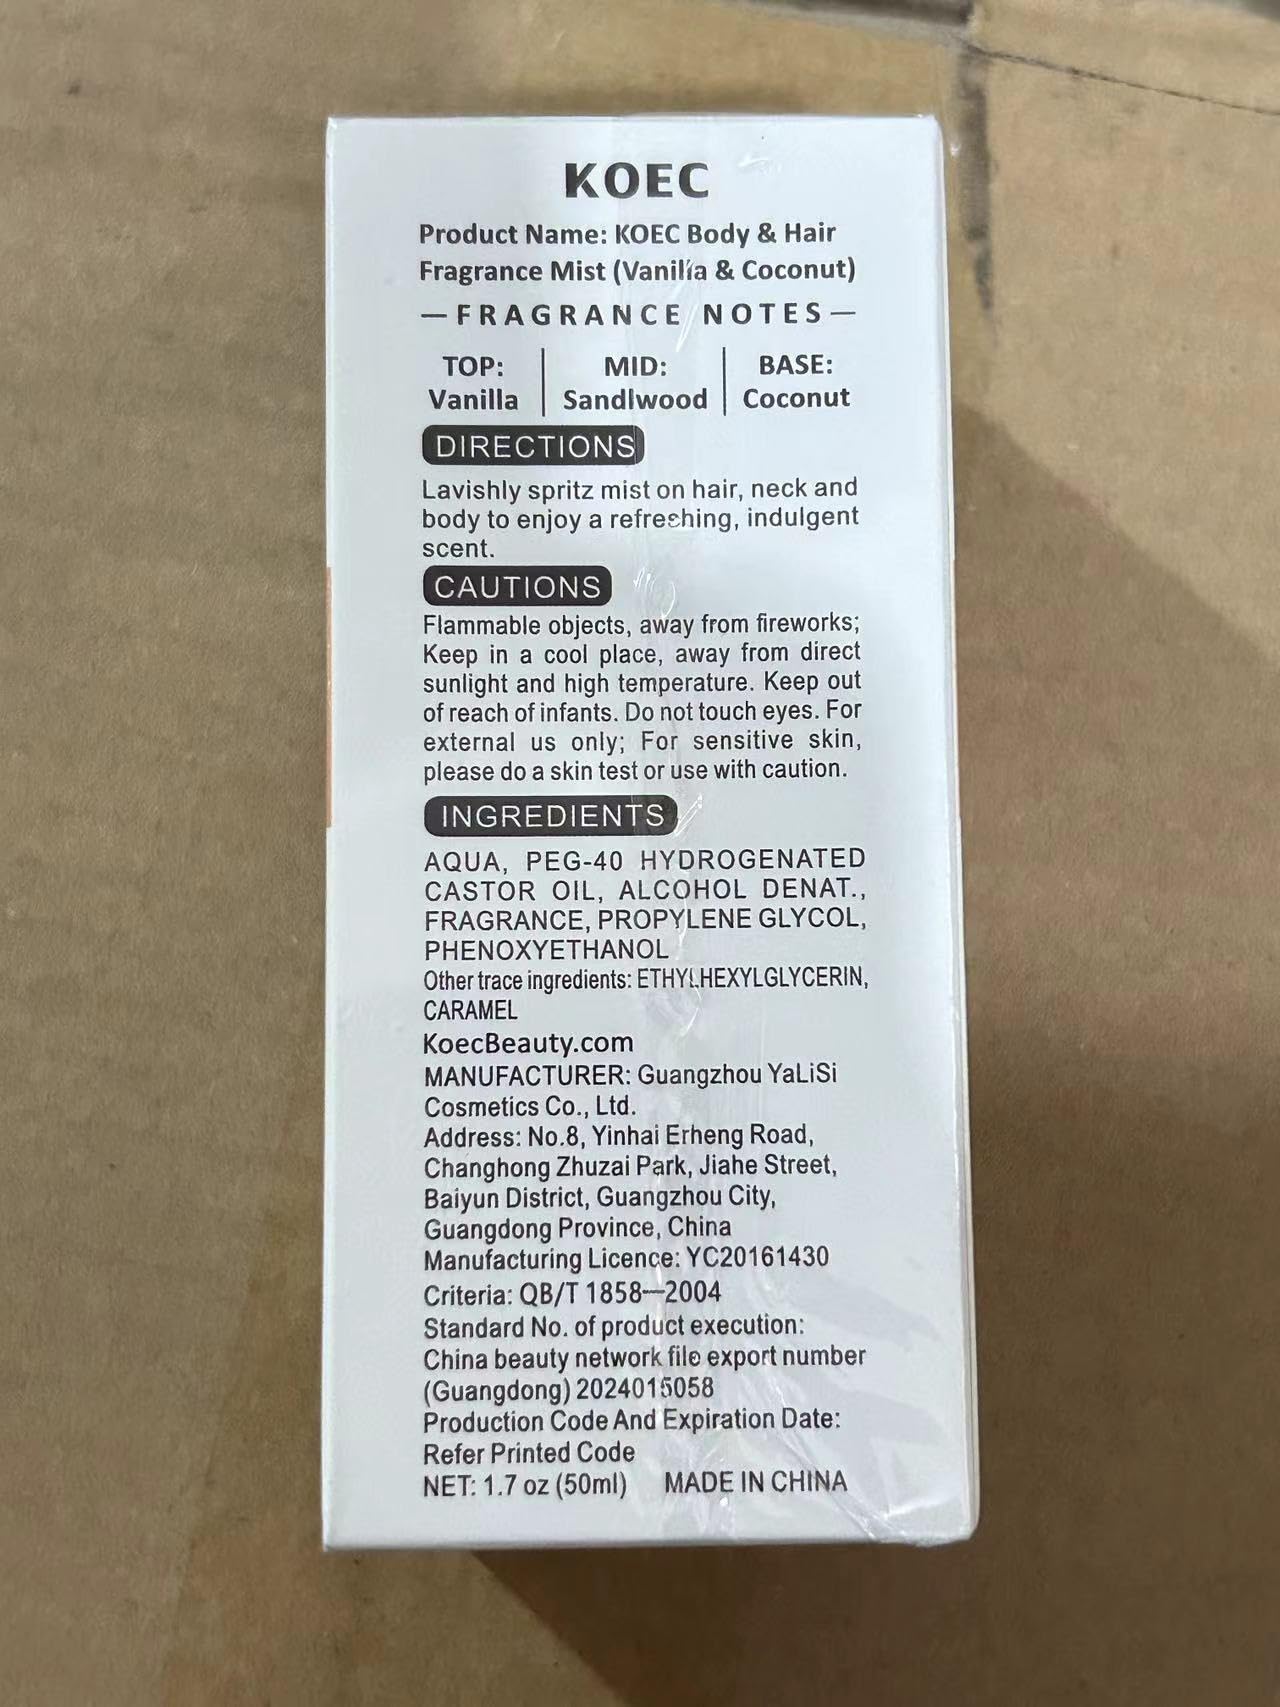 KOEC
Product Name: KOEC Body & Hair
Fragrance Mist (Vanilla & Coconut)
— FRAGRANCE NOTES —
TOP: | MID: | BASE:
Vanilla | Sandlwood | Coconut
DIRECTIONS
Lavishly spritz mist on hair, neck and
body to enjoy a refreshing, indulgent
scent.
CAUTIONS
Flammable objects, away from fireworks;
Keep in a cool place, away from direct
sunlight and high temperature. Keep out
of reach of infants. Do not touch eyes. For
external us only; For sensitive skin,
please do a skin test or use with caution.
INGREDIENTS
AQUA, PEG-40 HYDROGENATED
CASTOR OIL, ALCOHOL DENAT.,
FRAGRANCE, PROPYLENE GLYCOL,
PHENOXYETHANOL
Other trace ingredients: ETHYLHEXYLGLYCERIN,
CARAMEL
KoecBeauty.com
MANUFACTURER: Guangzhou YaLiSi
Cosmetics Co., Ltd.
Address: No.8, Yinhai Erheng Road,
Changhong Zhuzai Park, Jiahe Street,
Baiyun District, Guangzhou City,
Guangdong Province, China
Manufacturing Licence: YC20161430
Criteria: QB/T 1858—2004
Standard No. of product execution:
China beauty network file export number
(Guangdong) 2024015058
Production Code And Expiration Date:
Refer Printed Code
NET: 1.7 oz (50ml) MADE IN CHINA